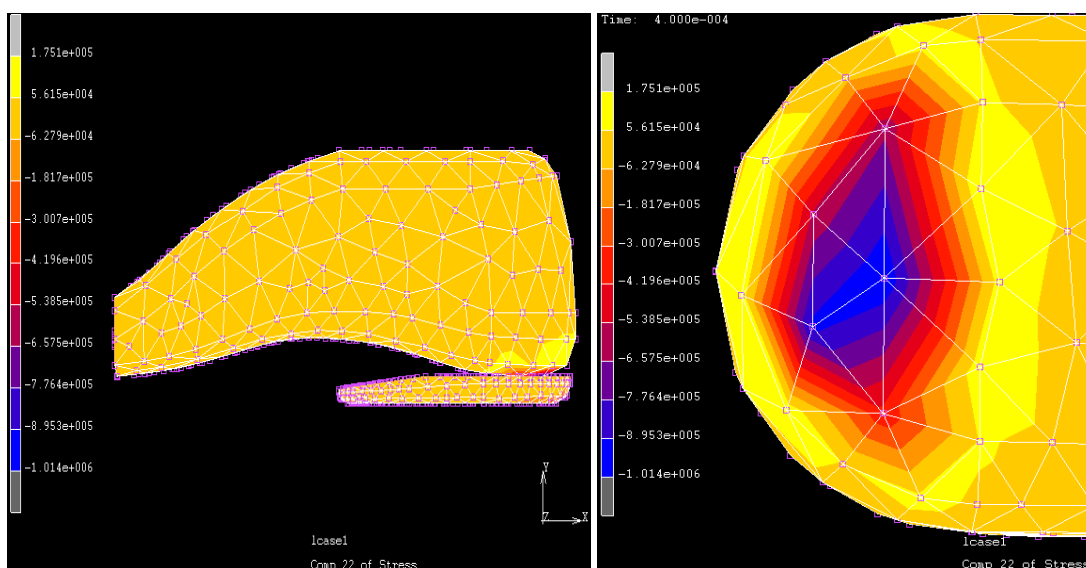 1.751e+005
5.615e+004
-6.279e+004
-1.817e+005
-3.007e+005
-4.196e+005
-5.385e+005
-6.575e+005
-7.764e+005
-8.953e+005
-1.014e+006
Y
Z X
lcase1
Comp 22 of Stress
Time: 4.000e-004
1.751e+005
5.615e+004
-6.279e+004
-1.817e+005
-3.007e+005
-4.196e+005
-5.385e+005
-6.575e+005
-7.764e+005
-8.953e+005
-1.014e+006
lcase1
Comp 22 of Stress